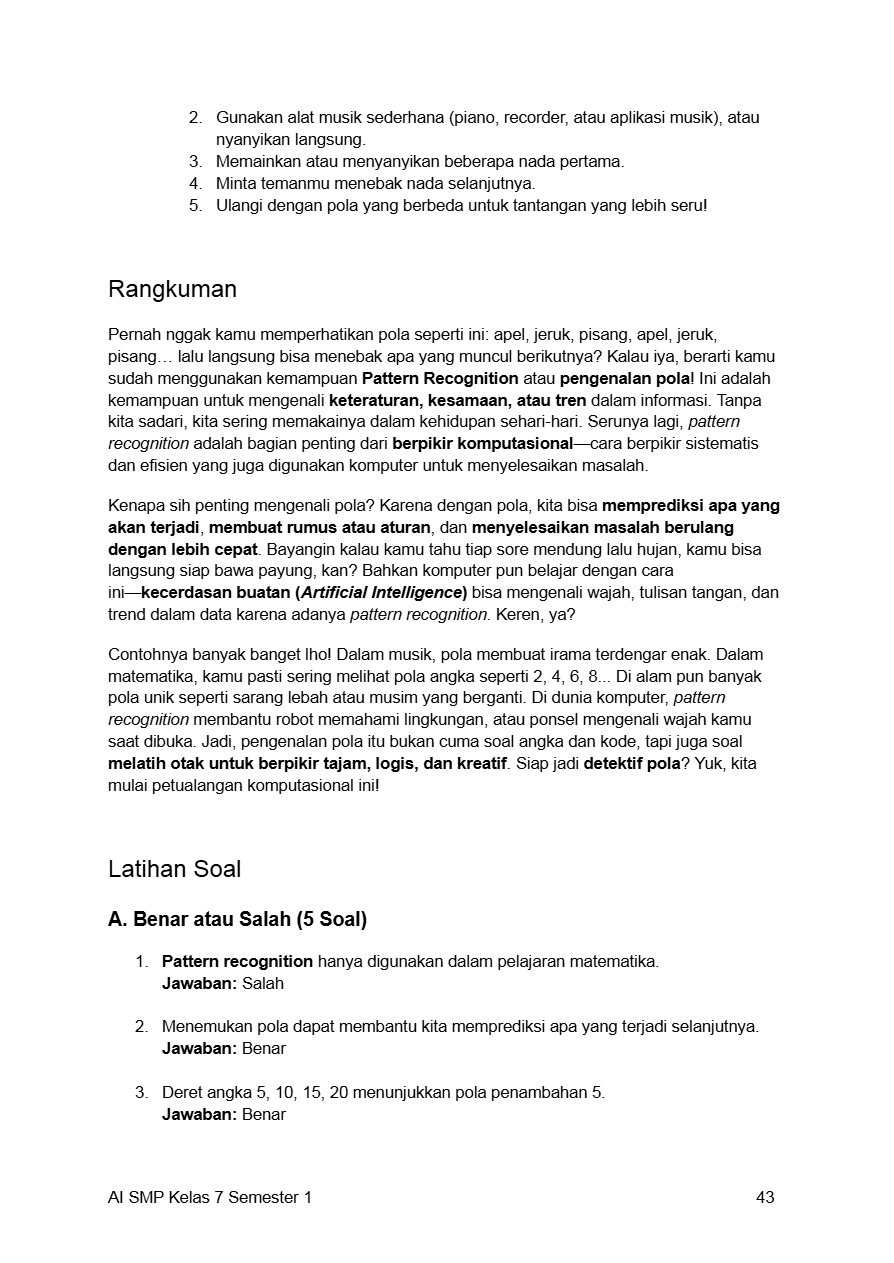 2. Gunakan alat musik sederhana (piano, recorder, atau aplikasi musik), atau
nyanyikan langsung.
3. Memainkan atau menyanyikan beberapa nada pertama.
4. Minta temanmu menebak nada selanjutnya.
5. Ulangi dengan pola yang berbeda untuk tantangan yang lebih seru!
Rangkuman
Pernah nggak kamu memperhatikan pola seperti ini: apel, jeruk, pisang, apel, jeruk,
pisang… lalu langsung bisa menebak apa yang muncul berikutnya? Kalau iya, berarti kamu
sudah menggunakan kemampuan Pattern Recognition atau pengenalan pola! Ini adalah
kemampuan untuk mengenali keteraturan, kesamaan, atau tren dalam informasi. Tanpa
kita sadari, kita sering memakainya dalam kehidupan sehari-hari. Serunya lagi, pattern
recognition adalah bagian penting dari berpikir komputasional—cara berpikir sistematis
dan efisien yang juga digunakan komputer untuk menyelesaikan masalah.
Kenapa sih penting mengenali pola? Karena dengan pola, kita bisa memprediksi apa yang
akan terjadi, membuat rumus atau aturan, dan menyelesaikan masalah berulang
dengan lebih cepat. Bayangin kalau kamu tahu tiap sore mendung lalu hujan, kamu bisa
langsung siap bawa payung, kan? Bahkan komputer pun belajar dengan cara
ini—kecerdasan buatan (Artificial Intelligence) bisa mengenali wajah, tulisan tangan, dan
trend dalam data karena adanya pattern recognition. Keren, ya?
Contohnya banyak banget lho! Dalam musik, pola membuat irama terdengar enak. Dalam
matematika, kamu pasti sering melihat pola angka seperti 2, 4, 6, 8... Di alam pun banyak
pola unik seperti sarang lebah atau musim yang berganti. Di dunia komputer, pattern
recognition membantu robot memahami lingkungan, atau ponsel mengenali wajah kamu
saat dibuka. Jadi, pengenalan pola itu bukan cuma soal angka dan kode, tapi juga soal
melatih otak untuk berpikir tajam, logis, dan kreatif. Siap jadi detektif pola? Yuk, kita
mulai petualangan komputasional ini!
Latihan Soal
A. Benar atau Salah (5 Soal)
1. Pattern recognition hanya digunakan dalam pelajaran matematika.
Jawaban: Salah
2. Menemukan pola dapat membantu kita memprediksi apa yang terjadi selanjutnya.
Jawaban: Benar
3. Deret angka 5, 10, 15, 20 menunjukkan pola penambahan 5.
Jawaban: Benar
AI SMP Kelas 7 Semester 1 43